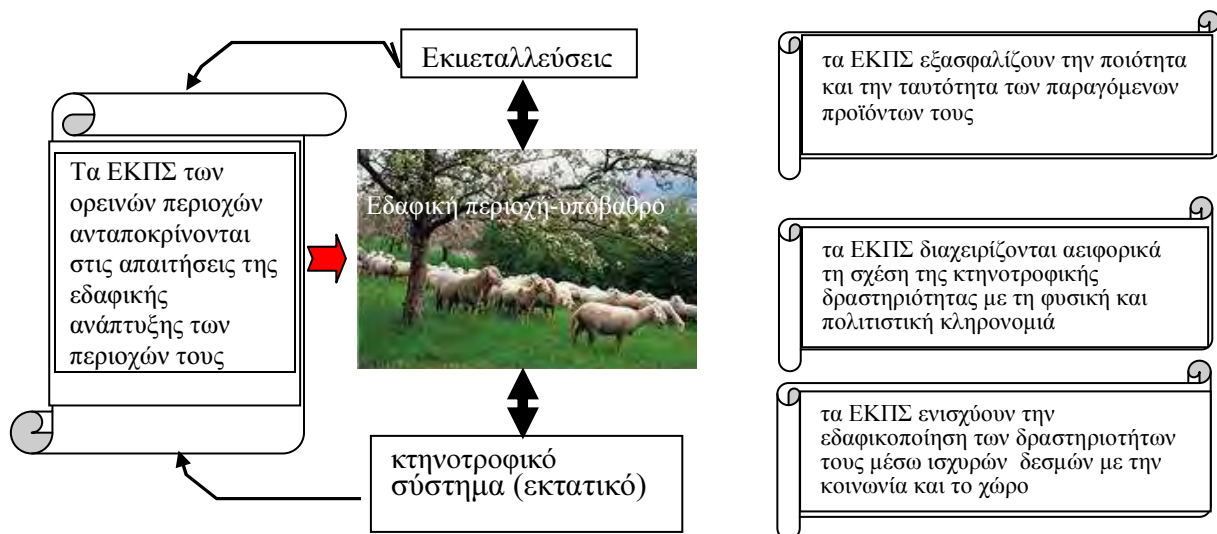 Εκμεταλλεύσεις
Τα ΕΚΠΣ των
ορεινών περιοχών
ανταποκρίνονται
στις απαιτήσεις της
εδαφικής
ανάπτυξης των
περιοχών τους
Εδαφική περιοχή-υπόβαθρο
κτηνοτροφικό
σύστημα (εκτατικό)
τα ΕΚΠΣ εξασφαλίζουν την ποιότητα
και την ταυτότητα των παραγόμενων
προϊόντων τους
τα ΕΚΠΣ διαχειρίζονται αειφορικά
τη σχέση της κτηνοτροφικής
δραστηριότητας με τη φυσική και
πολιτιστική κληρονομιά
τα ΕΚΠΣ ενισχύουν την
εδαφικοποίηση των δραστηριοτήτων
τους μέσω ισχυρών δεσμών με την
κοινωνία και το χώρο